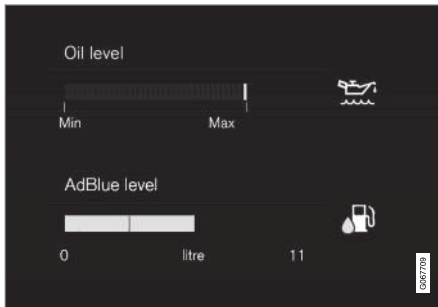 Oil level
Min Max
AdBlue level
0 litre 11
G067709